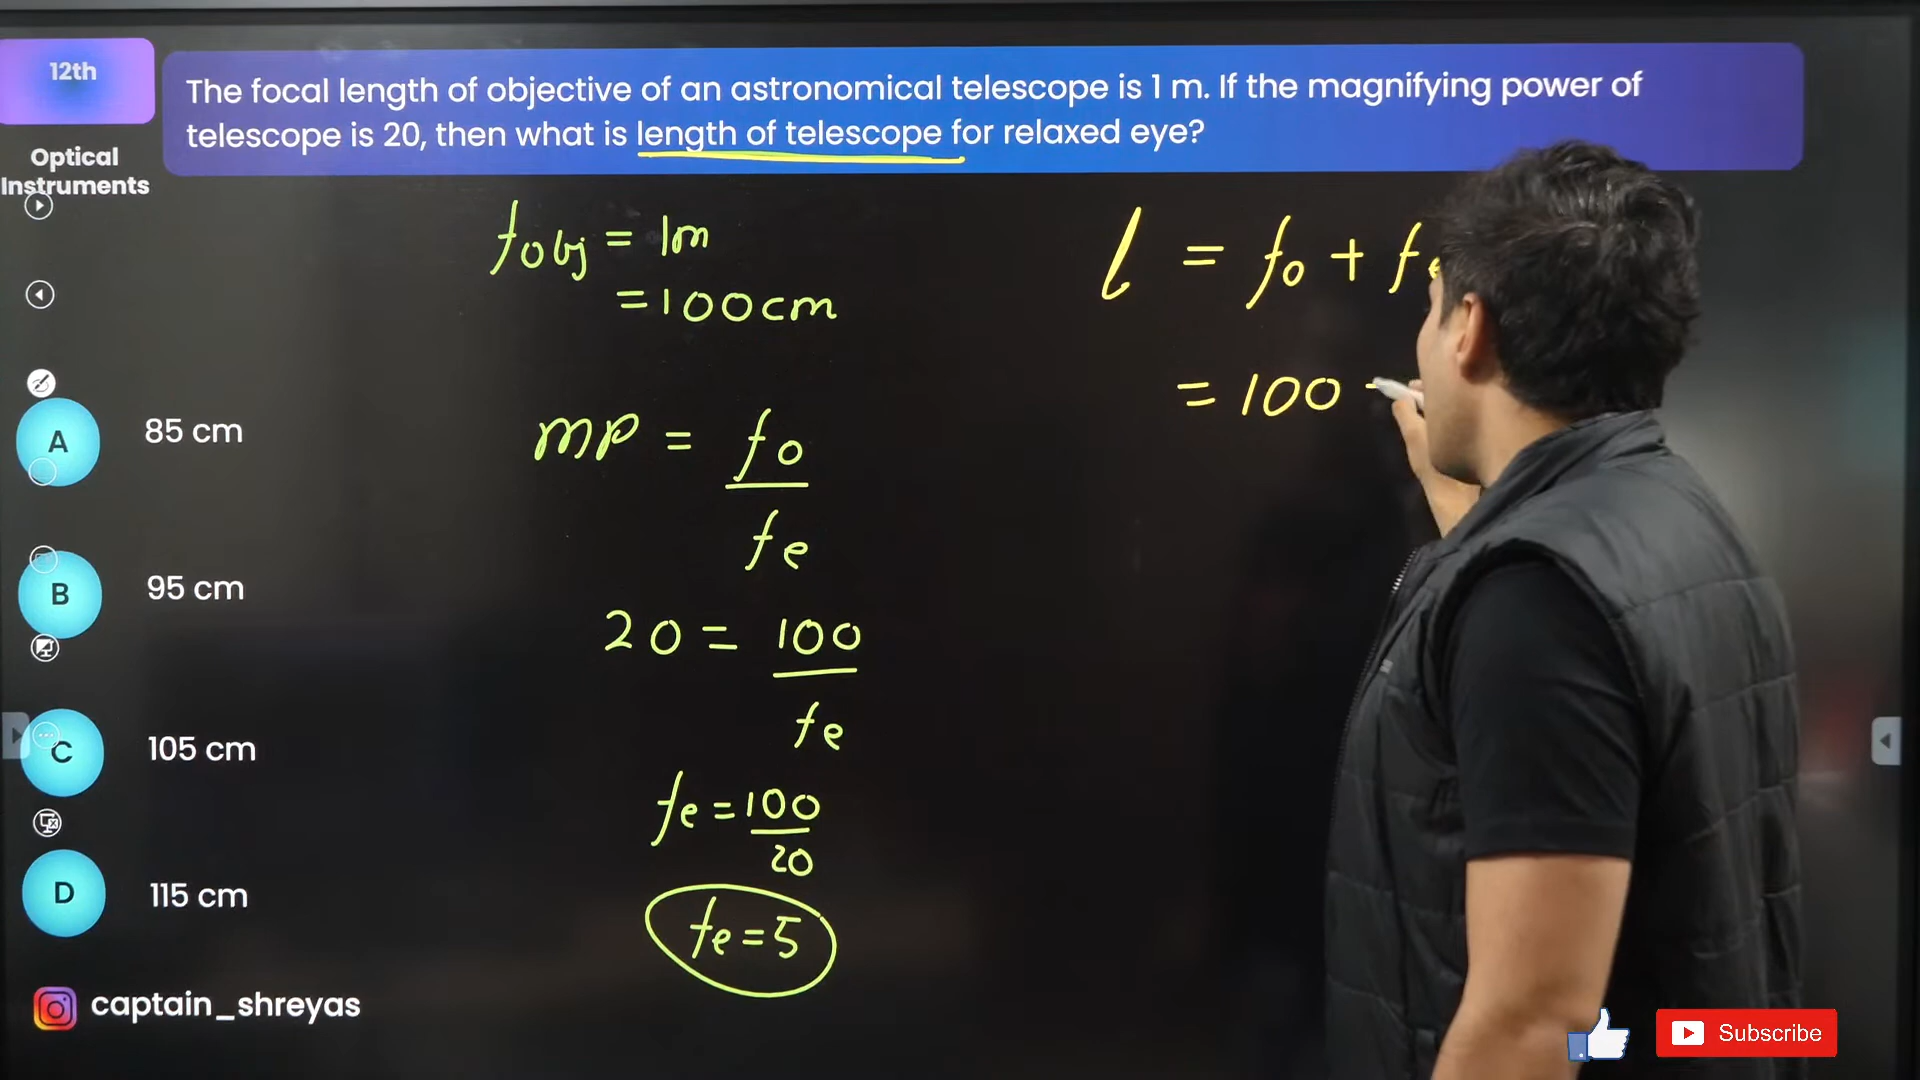 12th
The focal length of objective of an astronomical telescope is 1 m. If the magnifying power of
telescope is 20, then what is length of telescope for relaxed eye?
Optical
Instruments
fobj = 1m
= 100cm
MP = fo
fe
20 = 100
fe
fe = 100
20
fe = 5
l = fo + fe
= 100 -
A 85 cm
B 95 cm
C 105 cm
D 115 cm
captain_shreyas
Subscribe